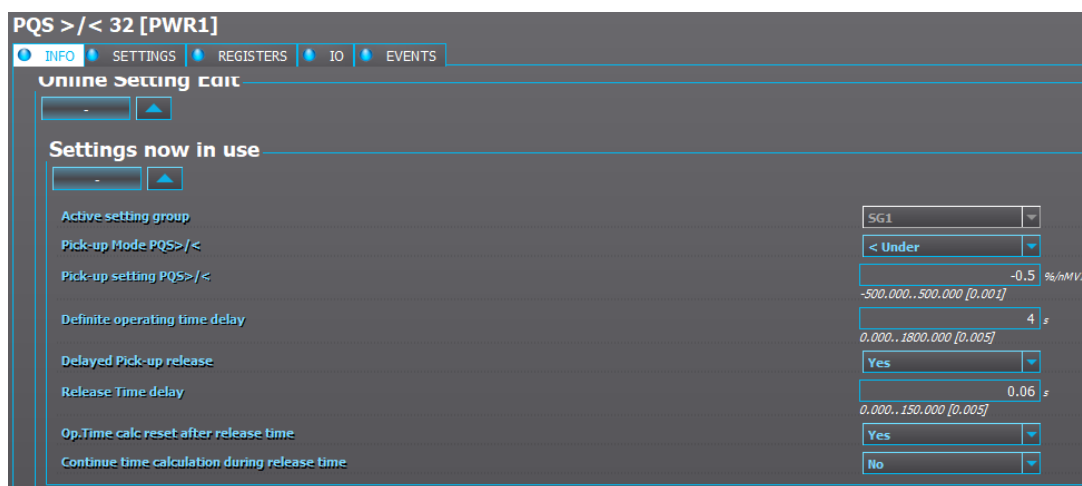 PQS >/< 32 [PWR1]
INFO SETTINGS REGISTERS IO EVENTS
Online Setting Edit
-
Settings now in use
-
Active setting group SG1
Pick-up Mode PQS>/< < Under
Pick-up setting PQS>/< -0.5
-500.000..500.000 [0.001]
Definite operating time delay 4 s
0.000..1800.000 [0.005]
Delayed Pick-up release Yes
Release Time delay 0.06 s
0.000..150.000 [0.005]
Op.Time calc reset after release time Yes
Continue time calculation during release time No